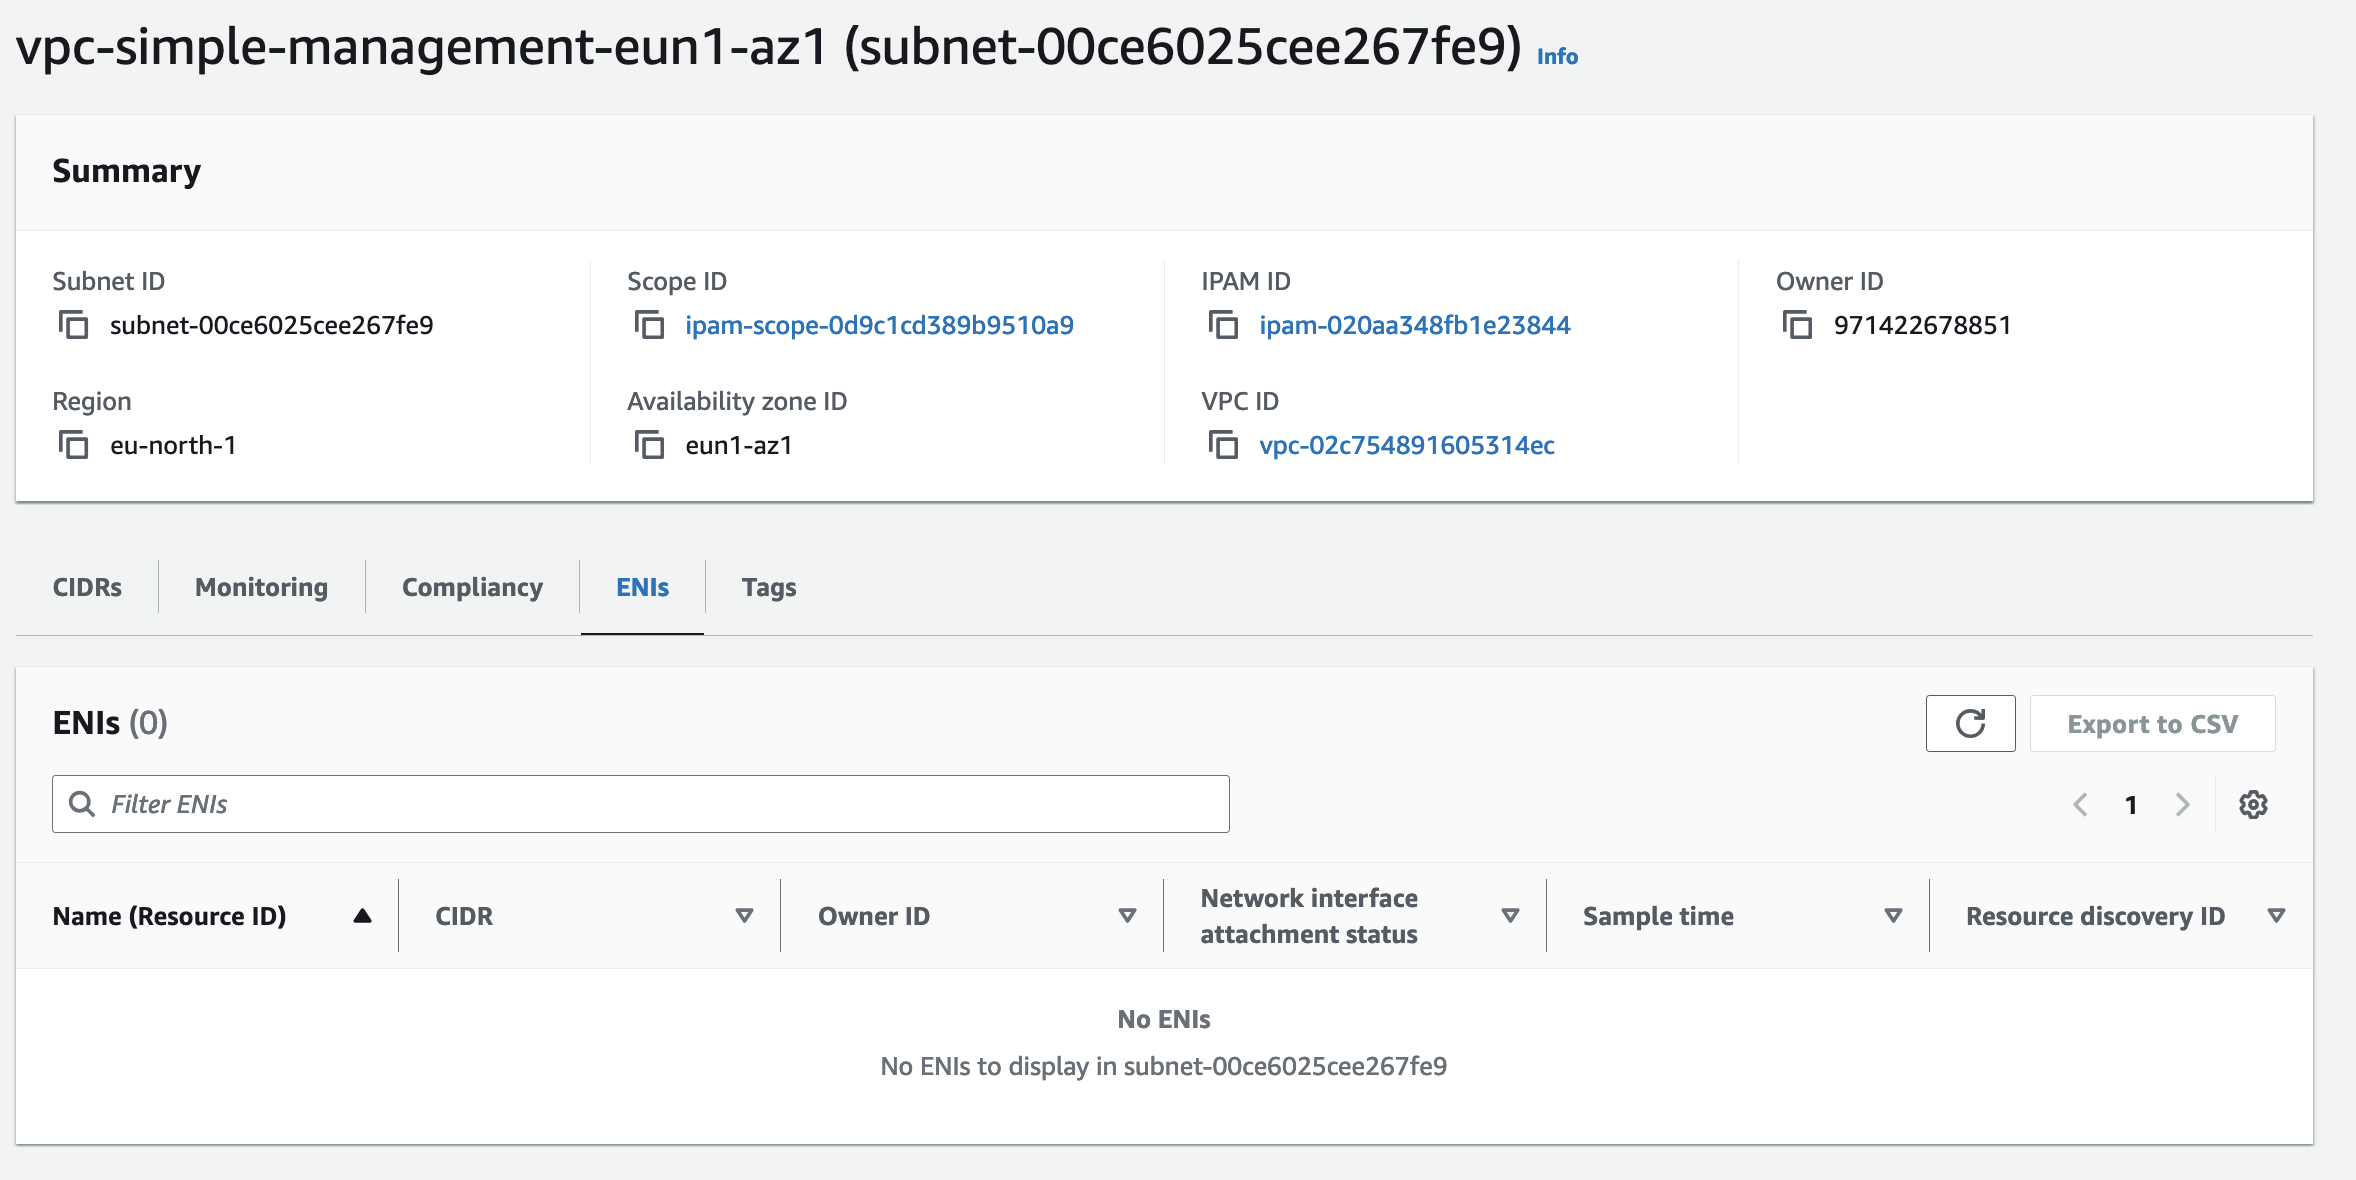 vpc-simple-management-eun1-az1 (subnet-00ce6025cee267fe9) Info
Summary
Subnet ID
subnet-00ce6025cee267fe9
Scope ID
ipam-scope-0d9c1cd389b9510a9
IPAM ID
ipam-020aa348fb1e23844
Owner ID
971422678851
Region
eu-north-1
Availability zone ID
eun1-az1
VPC ID
vpc-02c754891605314ec
CIDRs
Monitoring
Compliancy
ENIs
Tags
ENIs (0)
Export to CSV
Filter ENIs
1
Name (Resource ID)
CIDR
Owner ID
Network interface
attachment status
Sample time
Resource discovery ID
No ENIs
No ENIs to display in subnet-00ce6025cee267fe9